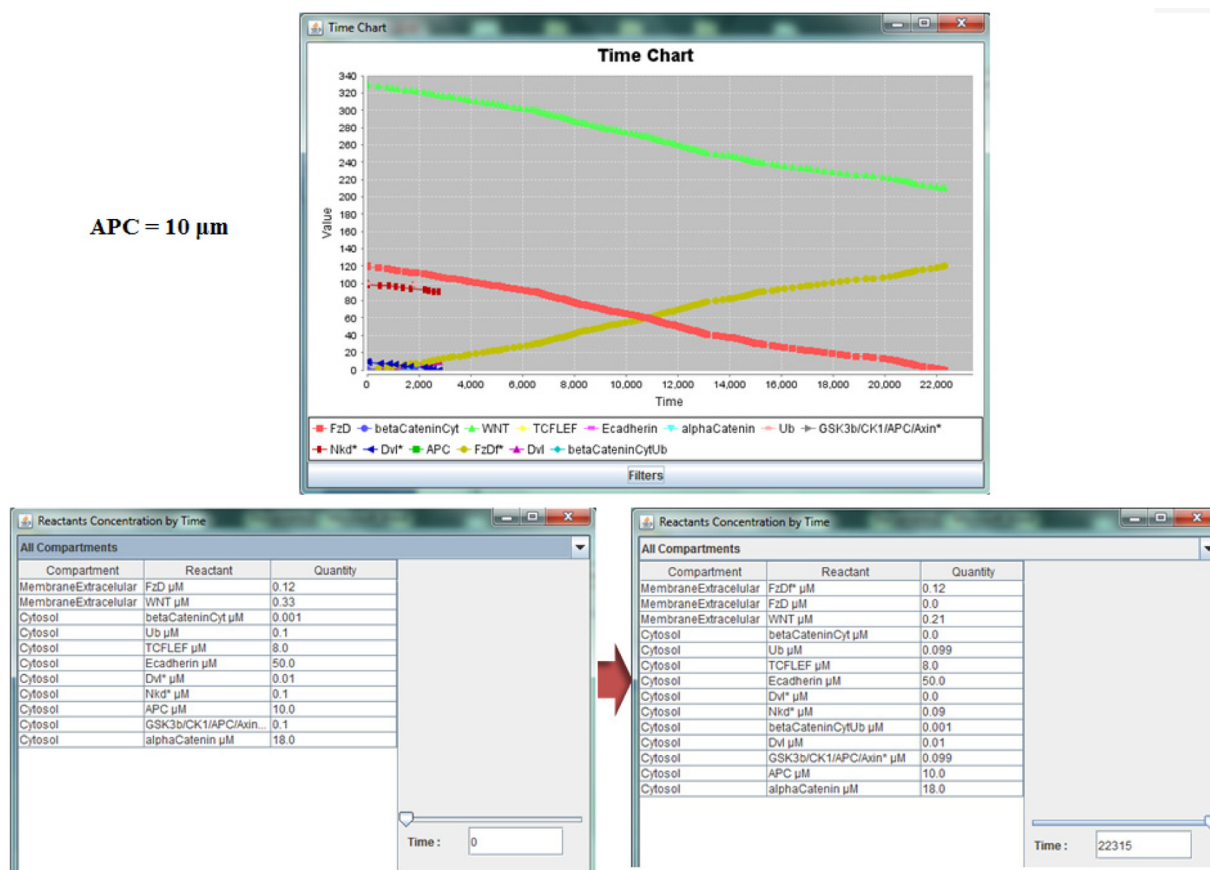 Time Chart
Time Chart
APC = 10 µm
Value
340
320
300
280
260
240
220
200
180
160
140
120
100
80
60
40
20
0
0 2,000 4,000 6,000 8,000 10,000 12,000 14,000 16,000 18,000 20,000 22,000
Time
FzD betaCateninCyt WNT TCFLEF Ecadherin alphaCatenin Ub GSK3b/CK1/APC/Axin*
Nkd* Dvl* APC FzDf* Dvl betaCateninCytUb
Filters
Reactants Concentration by Time
All Compartments
Compartment Reactant Quantity
MembraneExtracelular FzD µM 0.12
MembraneExtracelular WNT µM 0.33
Cytosol betaCateninCyt µM 0.001
Cytosol Ub µM 0.1
Cytosol TCFLEF µM 8.0
Cytosol Ecadherin µM 50.0
Cytosol Dvl* µM 0.01
Cytosol Nkd* µM 0.1
Cytosol APC µM 10.0
Cytosol GSK3b/CK1/APC/Axin... 0.1
Cytosol alphaCatenin µM 18.0
Time : 0
Reactants Concentration by Time
All Compartments
Compartment Reactant Quantity
MembraneExtracelular FzDf* µM 0.12
MembraneExtracelular FzD µM 0.0
MembraneExtracelular WNT µM 0.21
Cytosol betaCateninCyt µM 0.0
Cytosol Ub µM 0.099
Cytosol TCFLEF µM 8.0
Cytosol Ecadherin µM 50.0
Cytosol Dvl* µM 0.0
Cytosol Nkd* µM 0.09
Cytosol betaCateninCytUb µM 0.001
Cytosol Dvl µM 0.01
Cytosol GSK3b/CK1/APC/Axin* µM 0.099
Cytosol APC µM 10.0
Cytosol alphaCatenin µM 18.0
Time : 22315